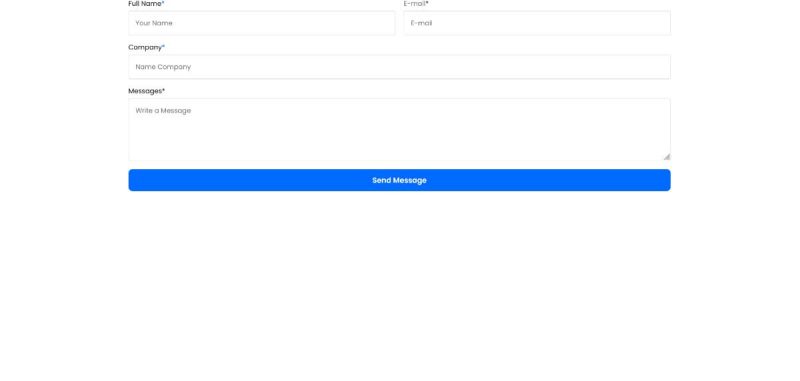 Full Name*
E-mail*
Your Name
E-mail
Company*
Name Company
Messages*
Write a Message
Send Message